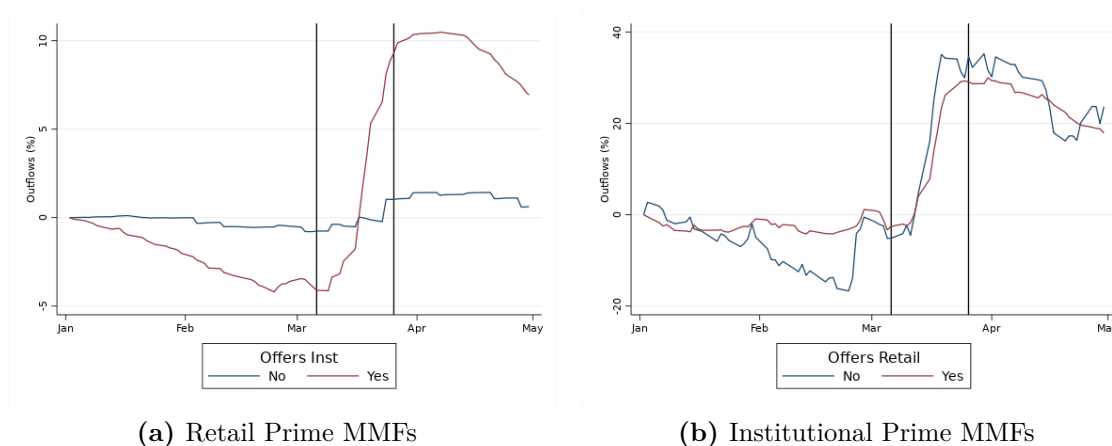 Outflows (%)
10
5
0
-5
Jan Feb Mar Apr May
Offers Inst
No Yes
(a) Retail Prime MMFs
Outflows (%)
40
20
0
-20
Jan Feb Mar Apr Ma
Offers Retail
No Yes
(b) Institutional Prime MMFs